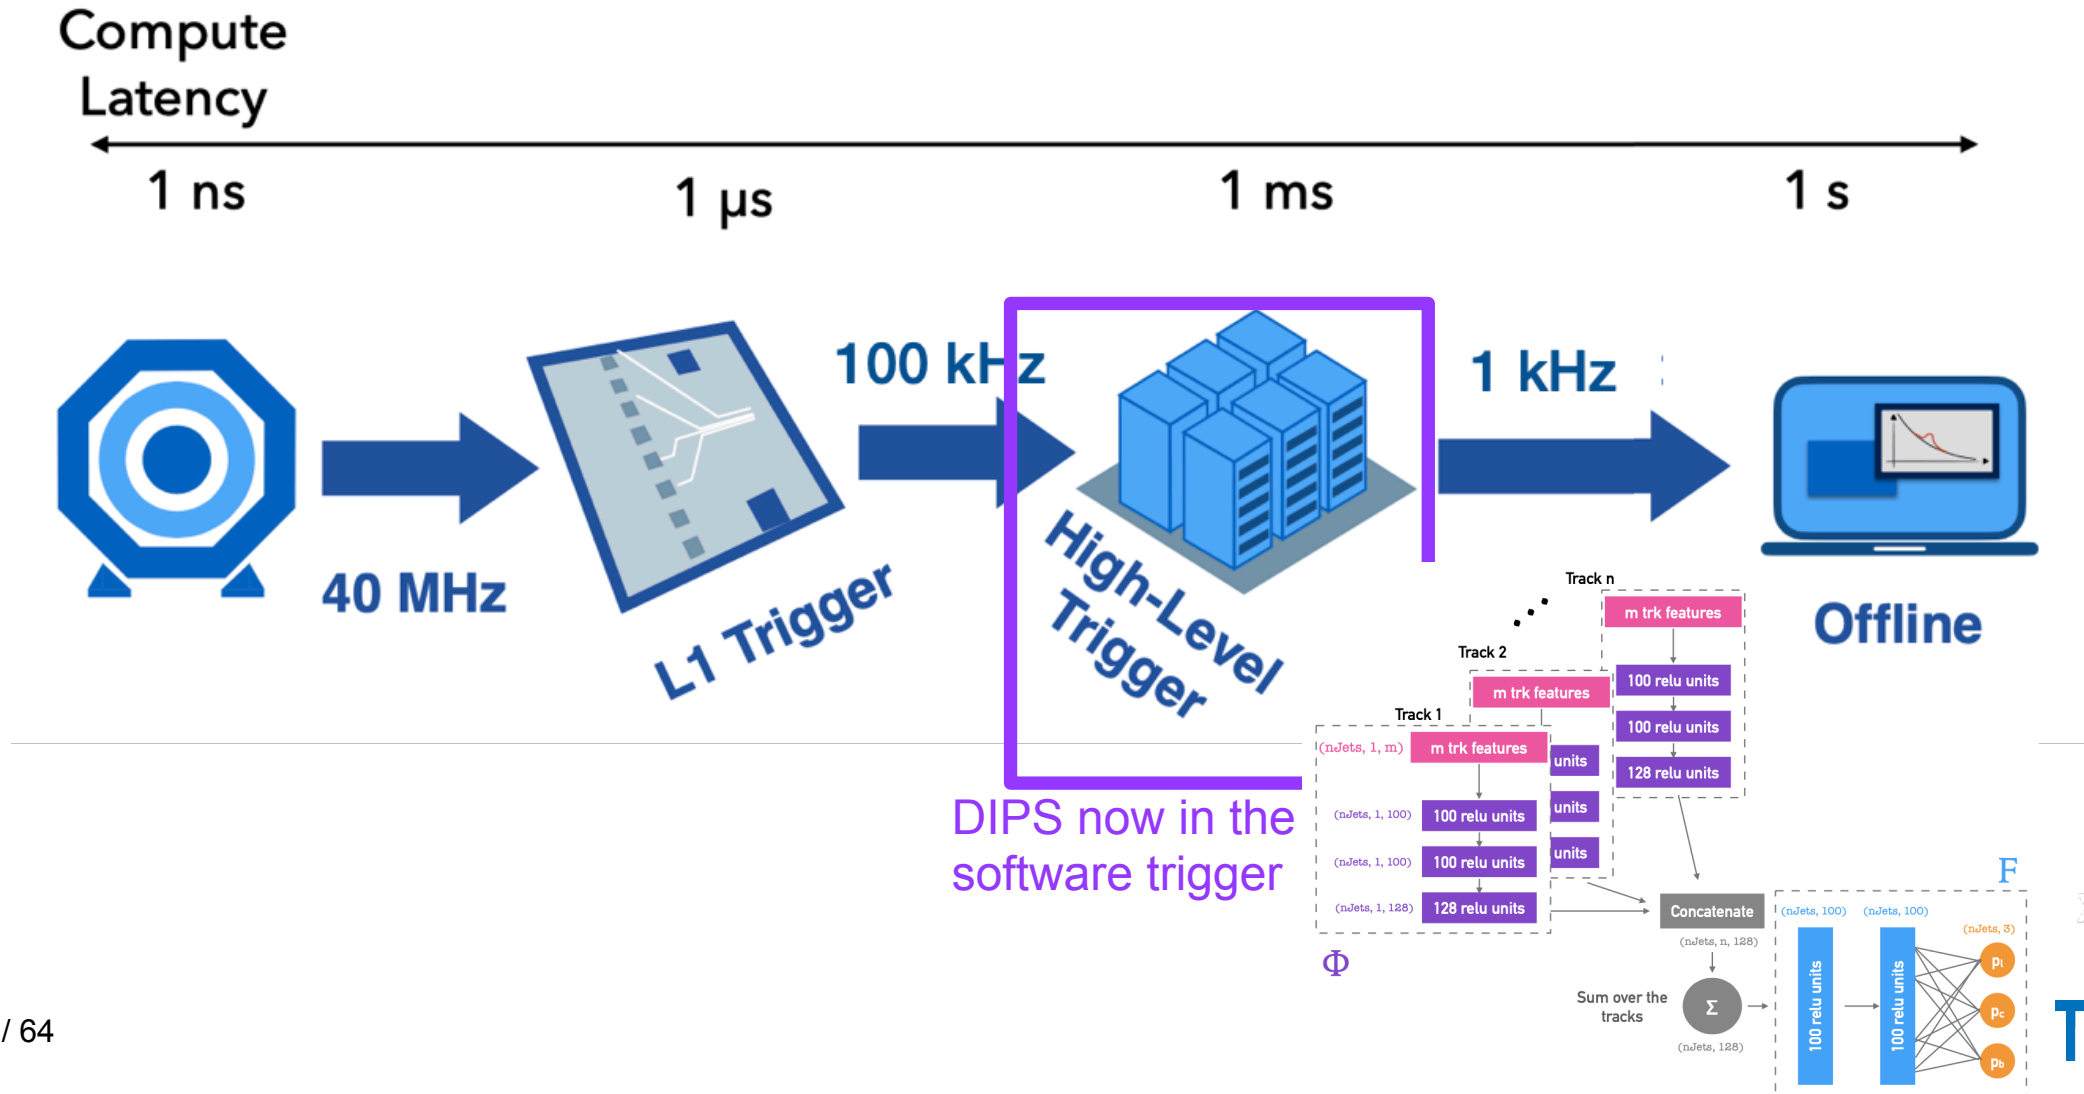 Compute
Latency
1 ns
1 μs
1 ms
1 s
40 MHz
L1 Trigger
100 kHz
High-Level
Trigger
1 kHz
Offline
DIPS now in the
software trigger
Track n
m trk features
100 relu units
100 relu units
128 relu units
Track 2
m trk features
units
units
units
Track 1
(nJets, 1, m) m trk features
(nJets, 1, 100) 100 relu units
(nJets, 1, 100) 100 relu units
(nJets, 1, 128) 128 relu units
Φ
Concatenate
(nJets, n, 128)
Sum over the
tracks
Σ
(nJets, 128)
F
(nJets, 100) (nJets, 100)
(nJets, 3)
100 relu units
100 relu units
pl
pc
pb
/ 64